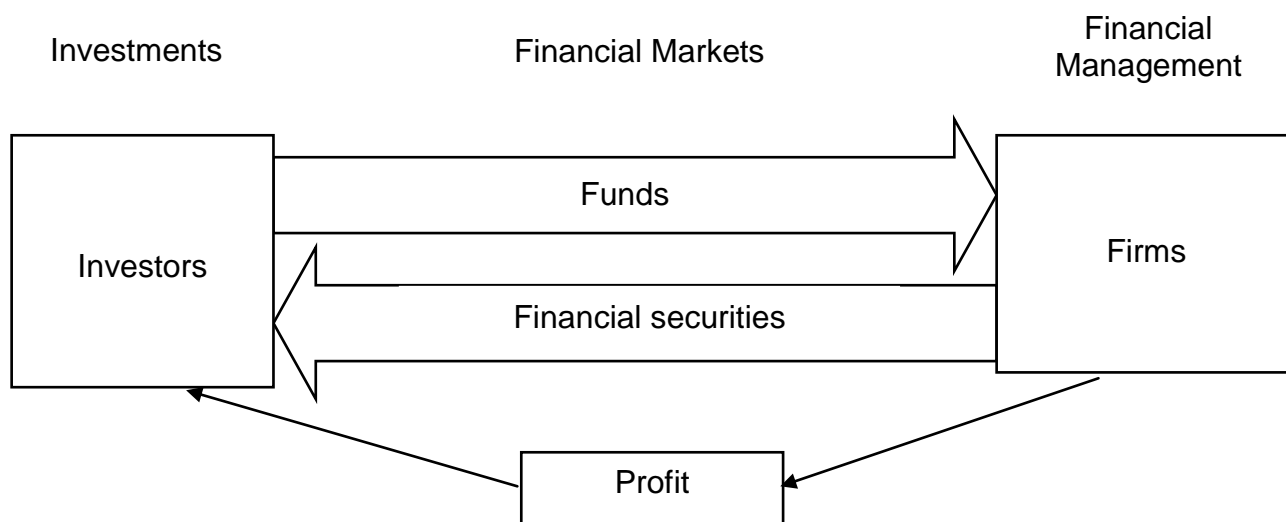 Investments
Financial Markets
Financial
Management
Funds
Investors
Firms
Financial securities
Profit